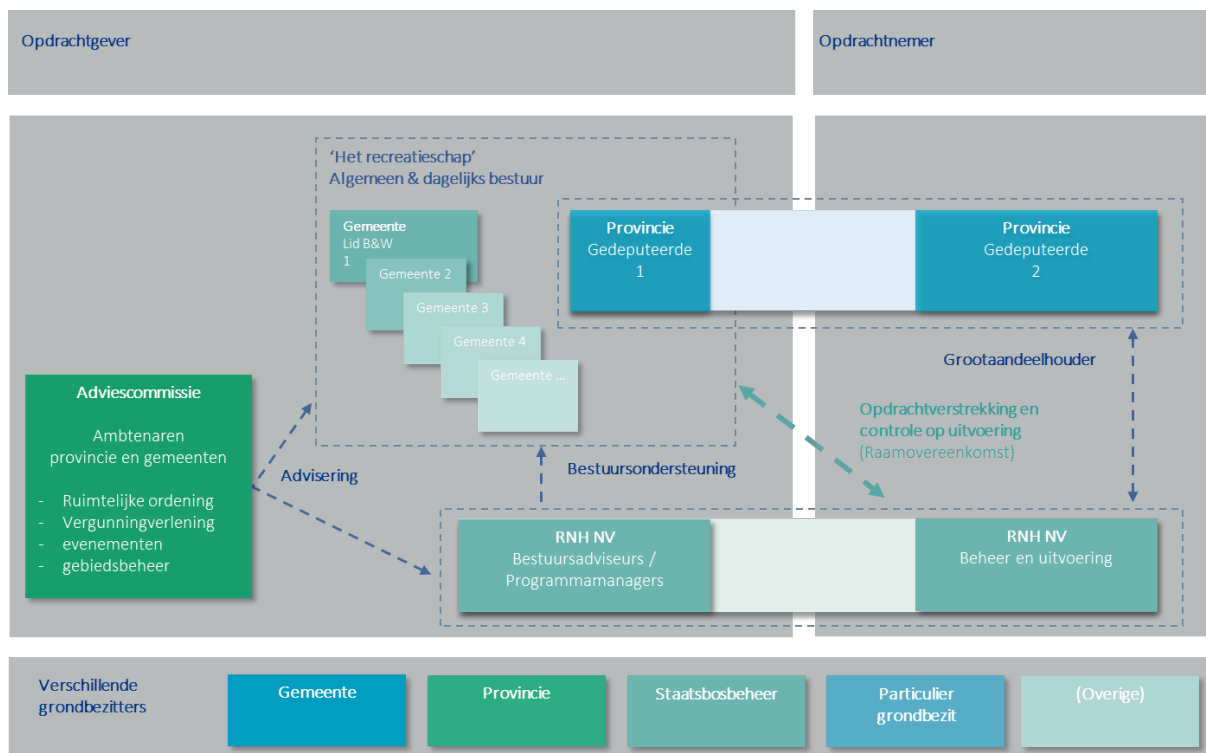 Opdrachtgever
Opdrachtnemer
'Het recreatieschap'
Algemeen & dagelijks bestuur
Gemeente
Lid B&W
1
Gemeente 2
Gemeente 3
Gemeente 4
Gemeente ...
Provincie
Gedeputeerde
1
Provincie
Gedeputeerde
2
Grootaandeelhouder
Adviescommissie
Ambtenaren
provincie en gemeenten
- Ruimtelijke ordening
- Vergunningverlening
- evenementen
- gebiedsbeheer
Advisering
Bestuursondersteuning
Opdrachtverstrekking en
controle op uitvoering
(Raamovereenkomst)
RNH NV
Bestuursadviseurs /
Programmamanagers
RNH NV
Beheer en uitvoering
Verschillende
grondbezitters
Gemeente
Provincie
Staatsbosbeheer
Particulier
grondbezit
(Overige)